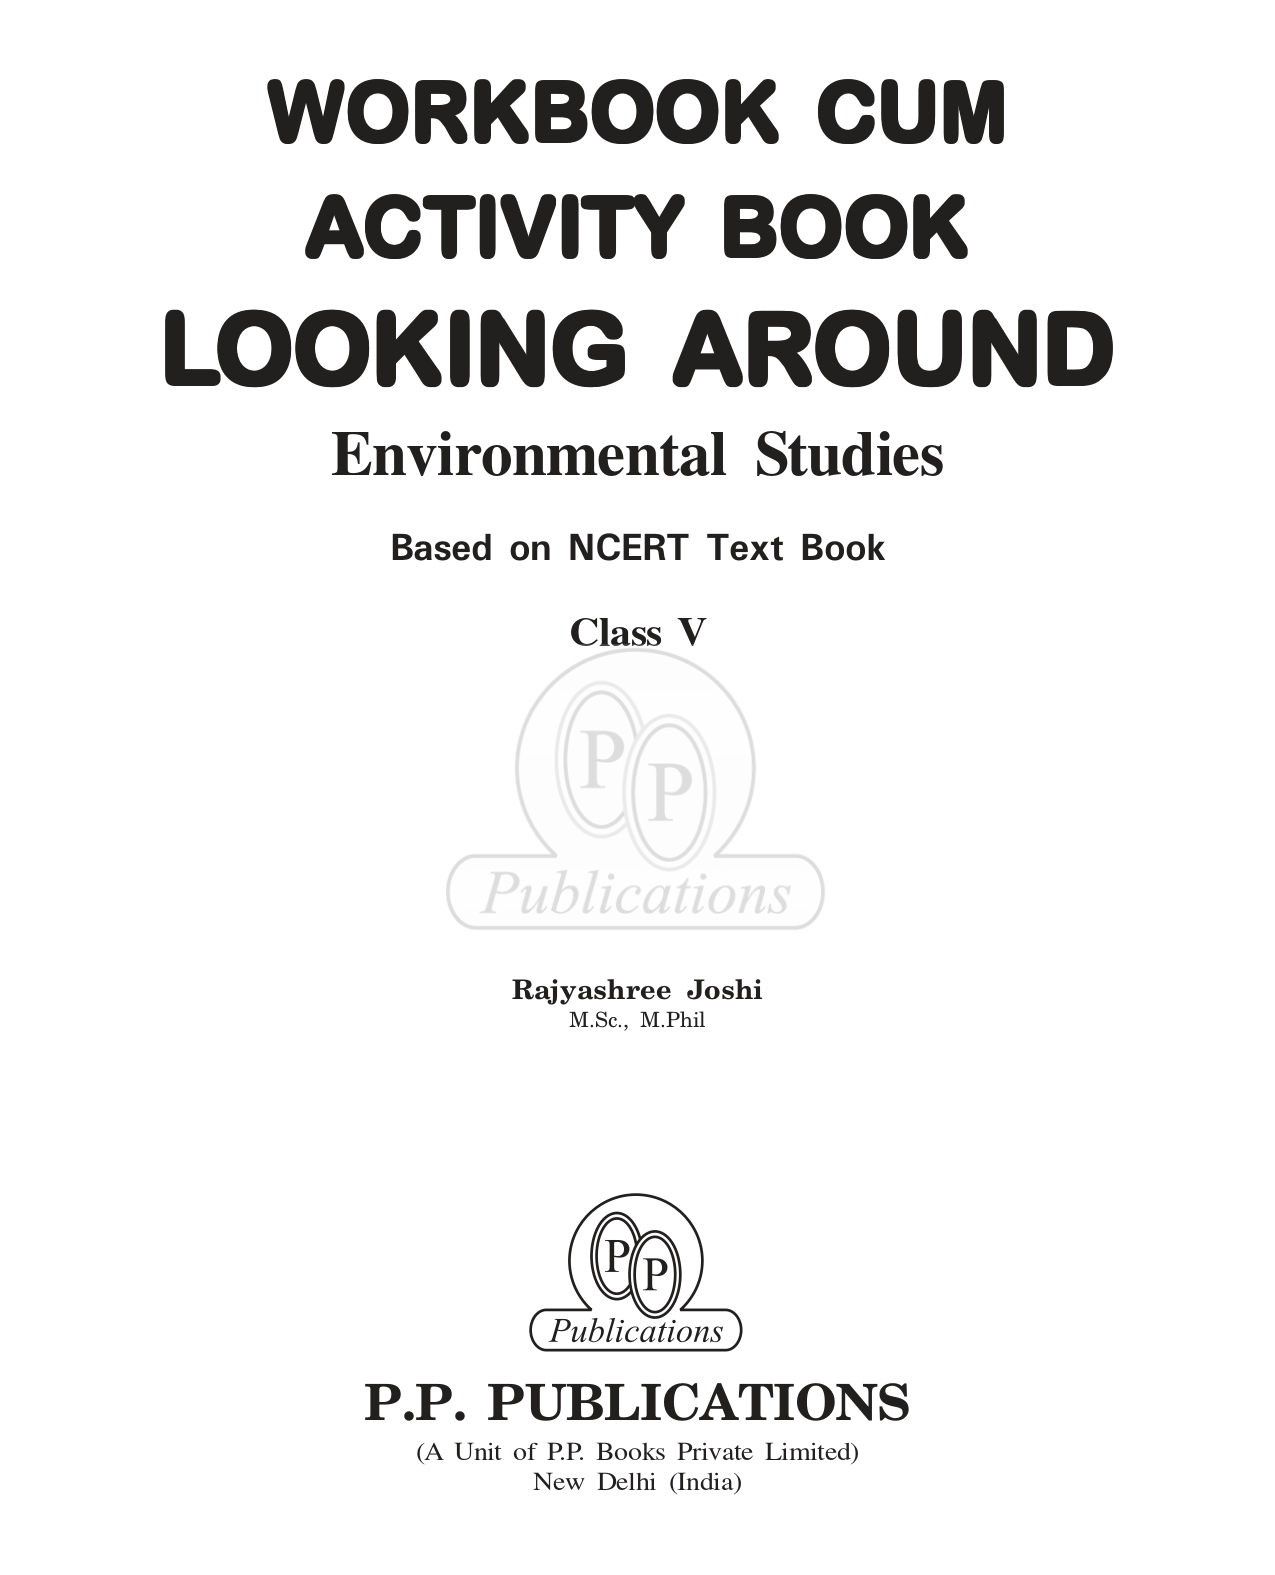 WORKBOOK CUM
ACTIVITY BOOK
LOOKING AROUND
Environmental Studies
Based on NCERT Text Book
Class V
P P
Publications
Rajyashree Joshi
M.Sc., M.Phil
P P
Publications
P.P. PUBLICATIONS
(A Unit of P.P. Books Private Limited)
New Delhi (India)